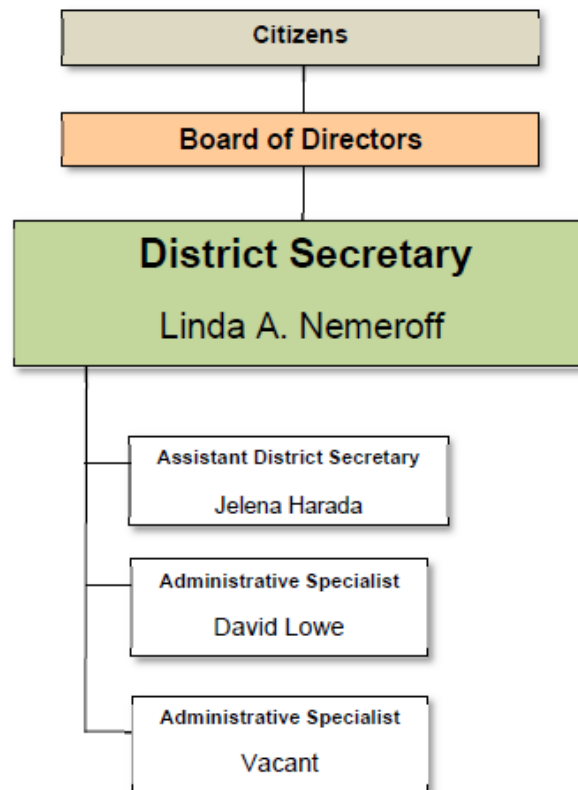 Citizens
Board of Directors
District Secretary
Linda A. Nemeroff
Assistant District Secretary
Jelena Harada
Administrative Specialist
David Lowe
Administrative Specialist
Vacant